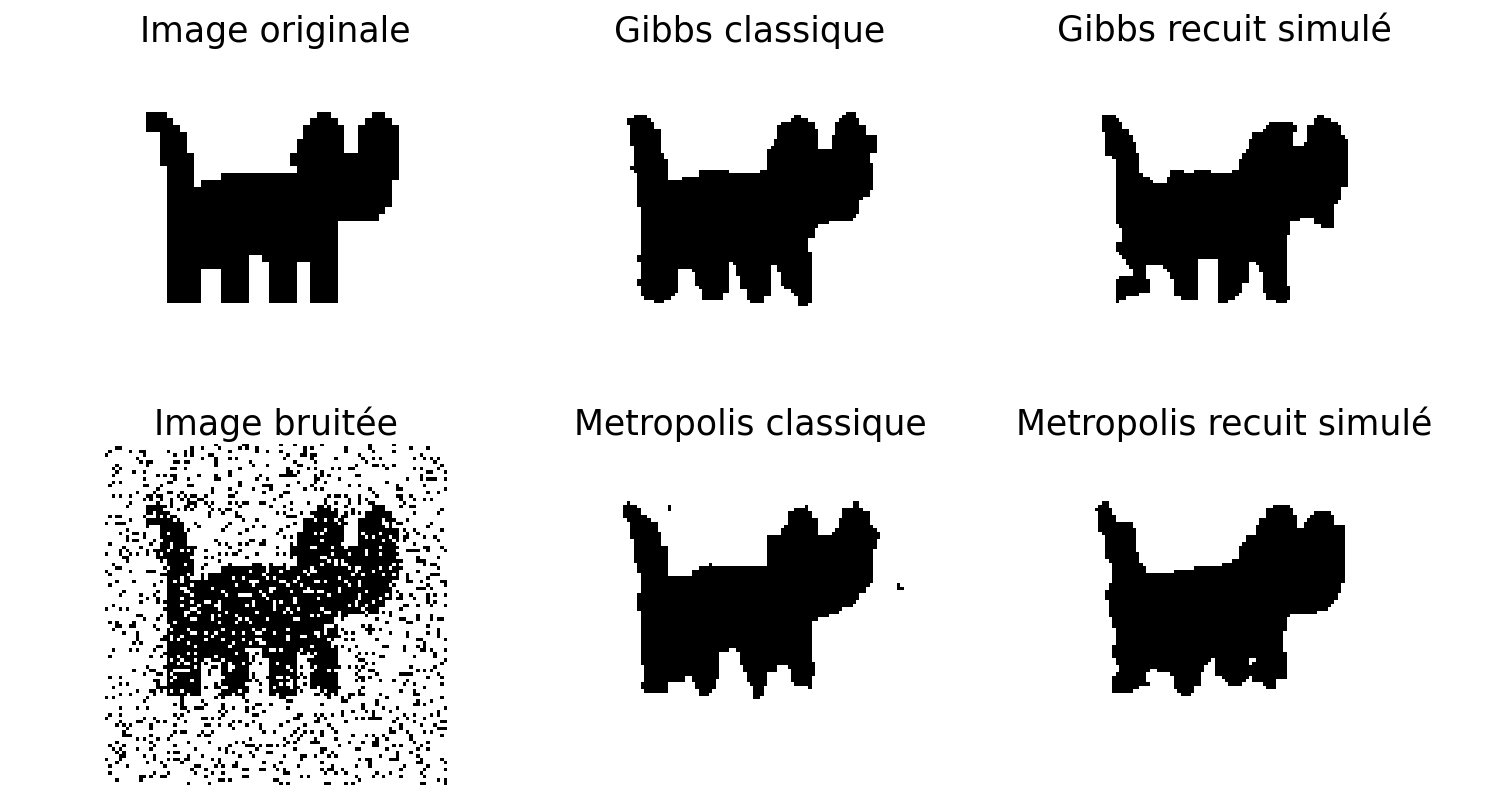 Image originale
Gibbs classique
Gibbs recuit simulé
Image bruitée
Metropolis classique
Metropolis recuit simulé